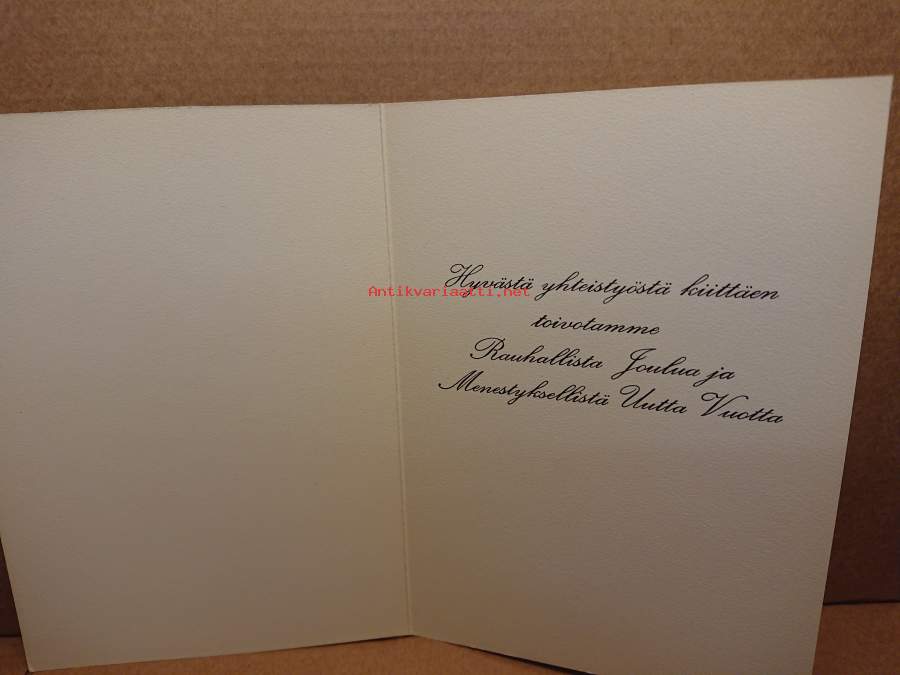 Hyvästä yhteistyöstä kiittäen
Antikvariaatti.net
toivotamme
Rauhallista Joulua ja
Menestyksellistä Uutta Vuotta